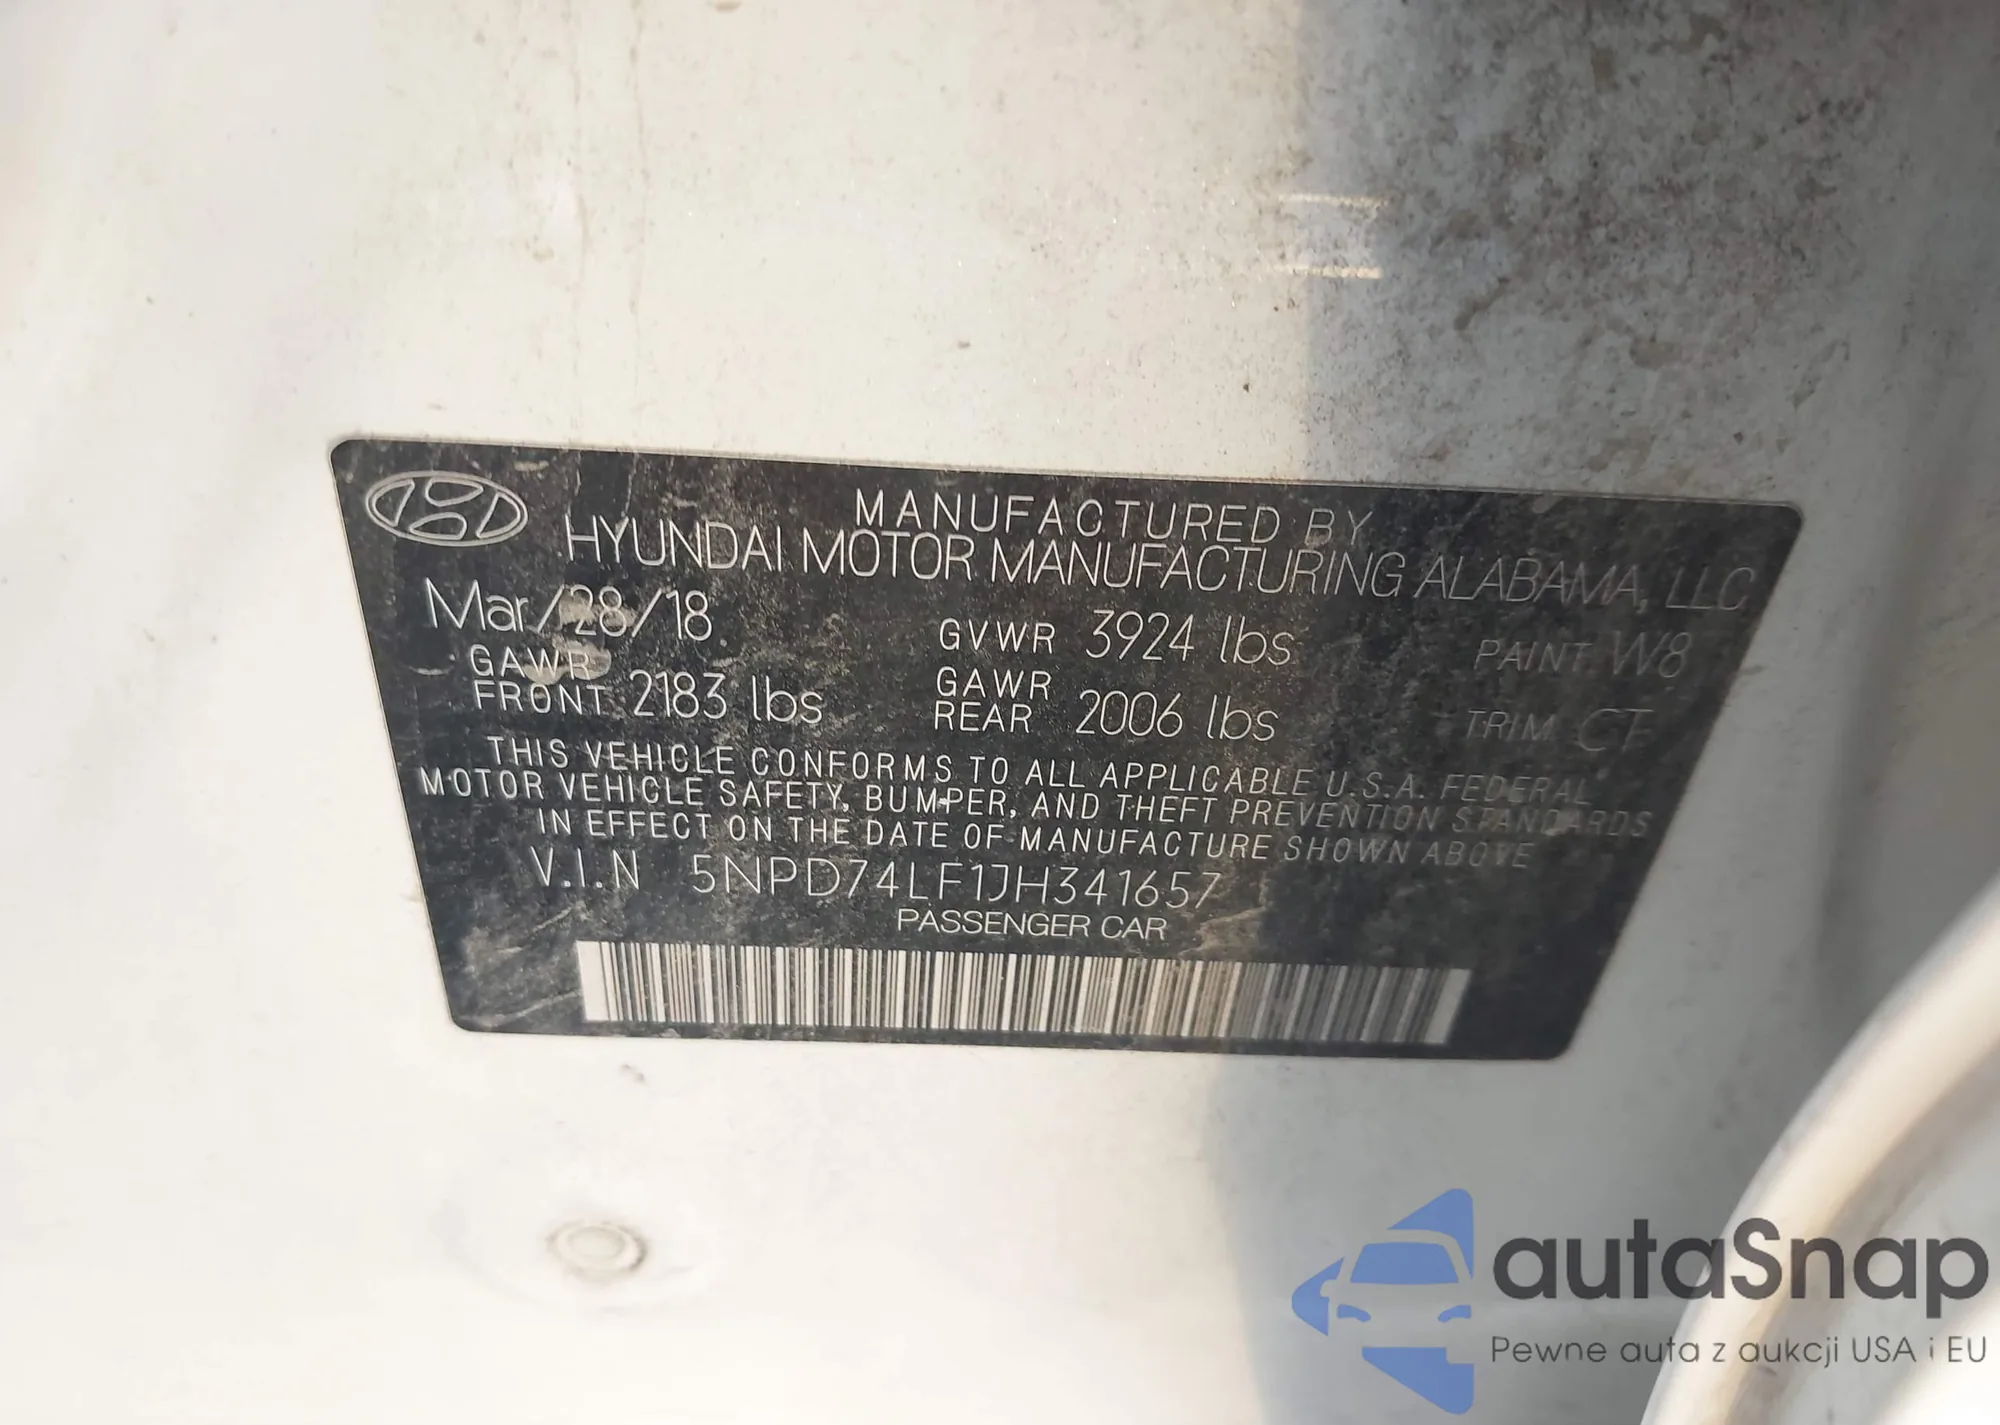 MANUFACTURED BY
HYUNDAI MOTOR MANUFACTURING ALABAMA, LLC
Mar/28/18 GVWR 3924 lbs PAINT W8
GAWR FRONT 2183 lbs GAWR REAR 2006 lbs TRIM CT
THIS VEHICLE CONFORMS TO ALL APPLICABLE U.S.A. FEDERAL
MOTOR VEHICLE SAFETY, BUMPER, AND THEFT PREVENTION STANDARDS
IN EFFECT ON THE DATE OF MANUFACTURE SHOWN ABOVE
V.I.N 5NPD74LF1JH341657
PASSENGER CAR
autaSnap
Pewne auta z aukcji USA i EU